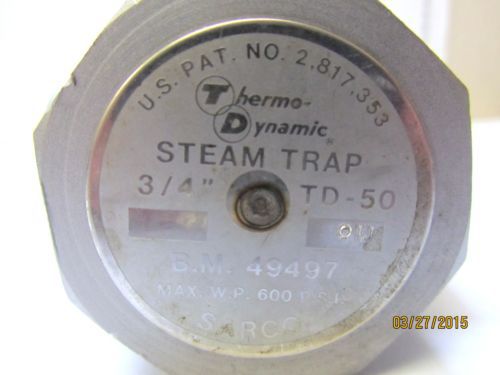 U.S. PAT. NO. 2,817,353
Thermo-
Dynamic®
STEAM TRAP
3/4" TD-50
B.M. 49497
MAX. W.P. 600 P.S.I.
SARCO
03/27/2015